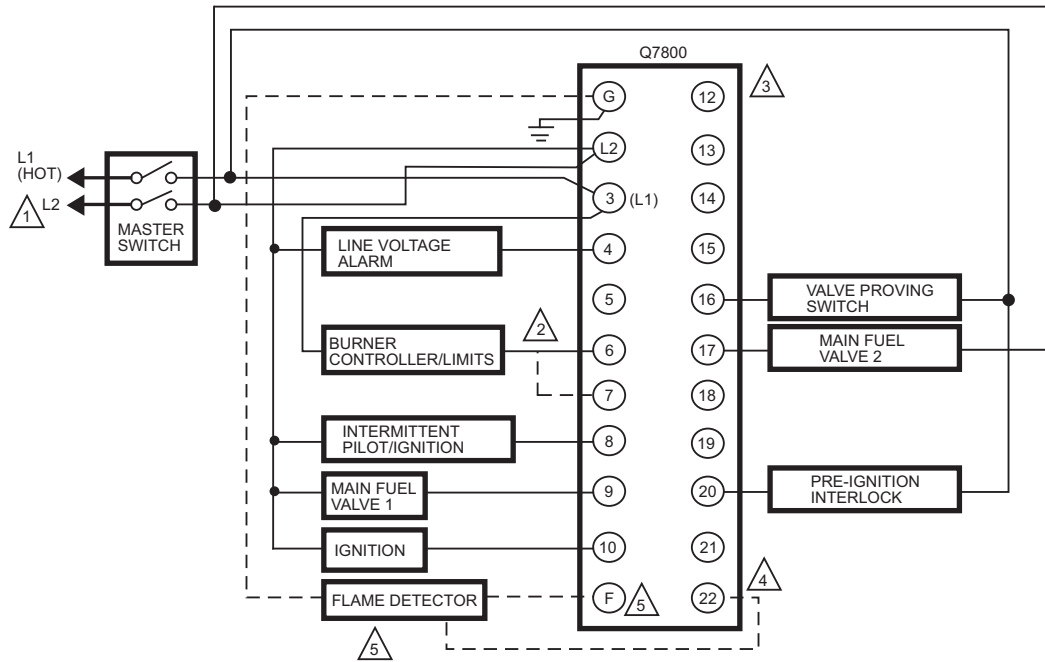 Q7800
G
12
3
L2
13
L1
(HOT)
3
(L1)
14
1
L2
MASTER
SWITCH
LINE VOLTAGE
ALARM
4
15
5
16
VALVE PROVING
SWITCH
2
BURNER
CONTROLLER/LIMITS
6
17
MAIN FUEL
VALVE 2
7
18
INTERMITTENT
PILOT/IGNITION
8
19
MAIN FUEL
VALVE 1
9
20
PRE-IGNITION
INTERLOCK
IGNITION
10
21
4
FLAME DETECTOR
F
5
22
5